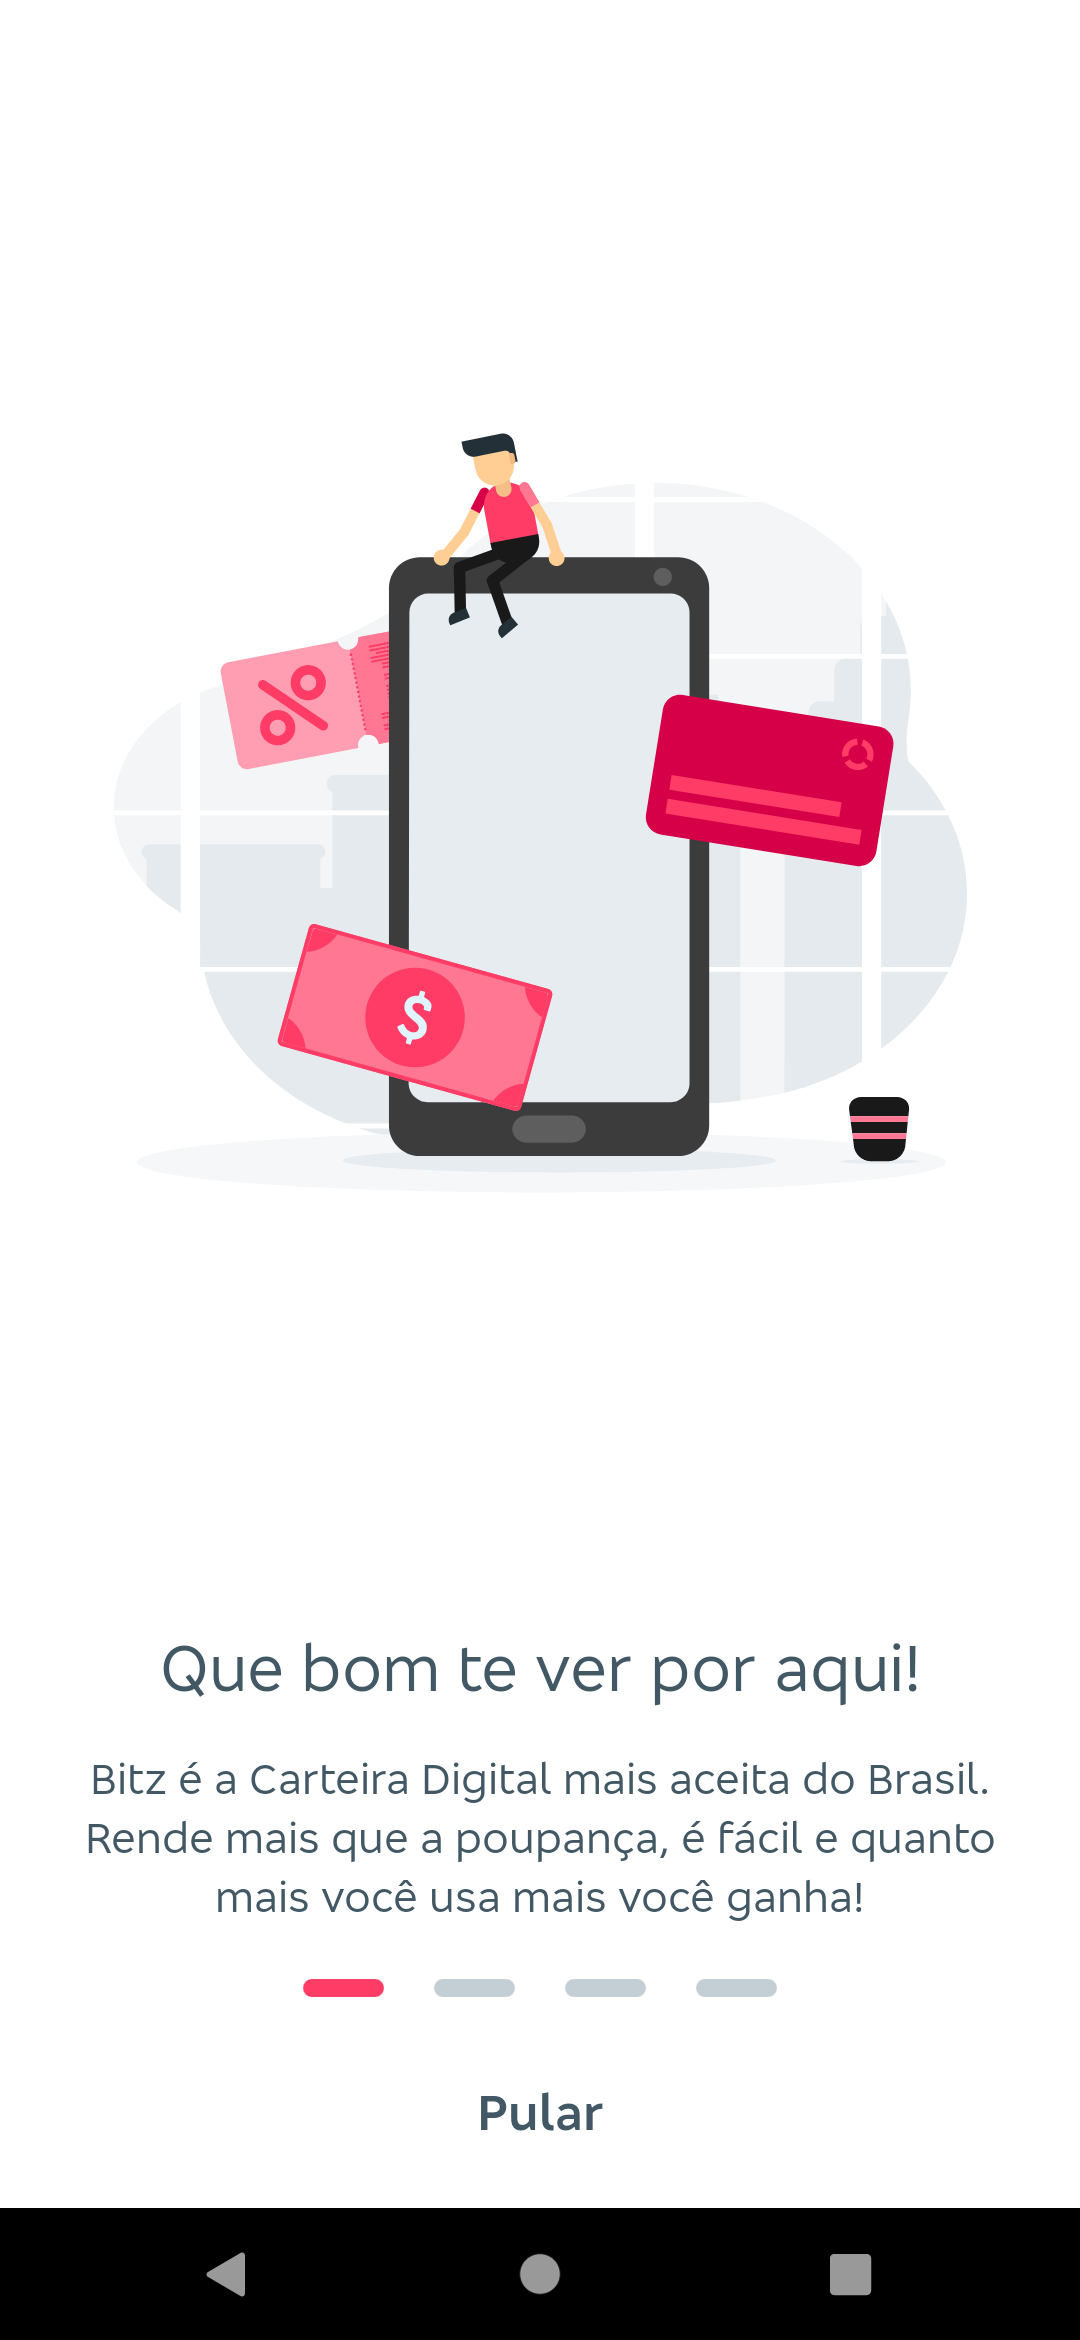 %
$
Que bom te ver por aqui!
Bitz é a Carteira Digital mais aceita do Brasil.
Rende mais que a poupança, é fácil e quanto
mais você usa mais você ganha!
Pular